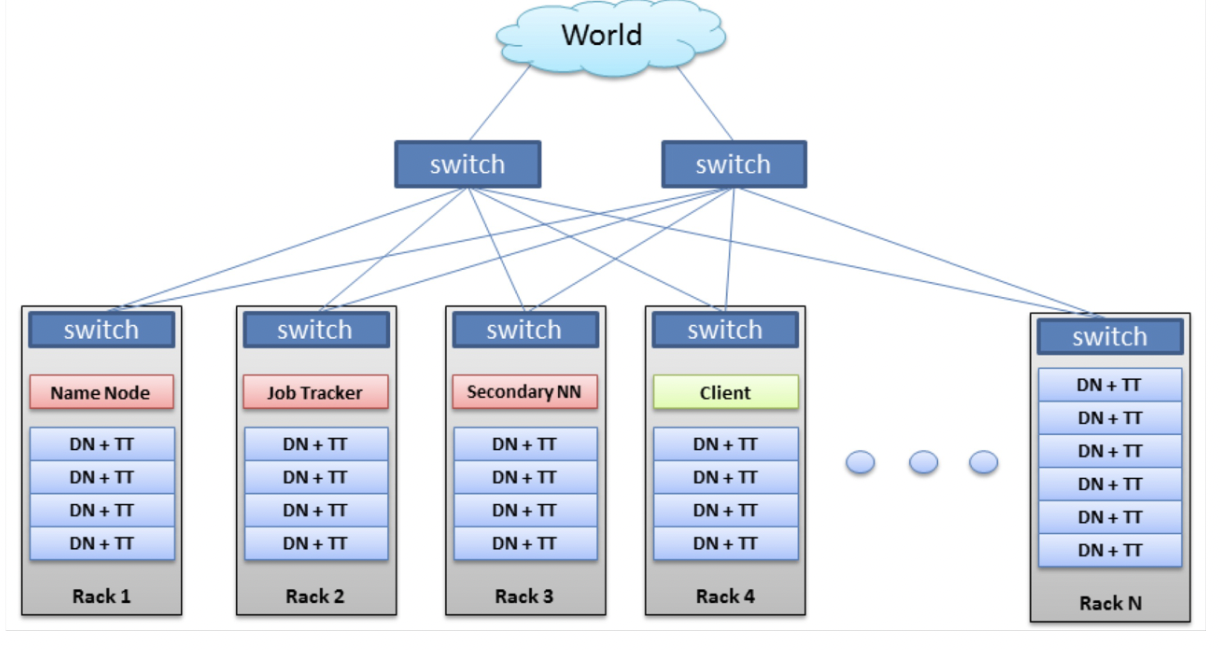 World
switch
switch
switch
Name Node
DN + TT
DN + TT
DN + TT
DN + TT
Rack 1
switch
Job Tracker
DN + TT
DN + TT
DN + TT
DN + TT
Rack 2
switch
Secondary NN
DN + TT
DN + TT
DN + TT
DN + TT
Rack 3
switch
Client
DN + TT
DN + TT
DN + TT
DN + TT
Rack 4
switch
DN + TT
DN + TT
DN + TT
DN + TT
DN + TT
DN + TT
Rack N